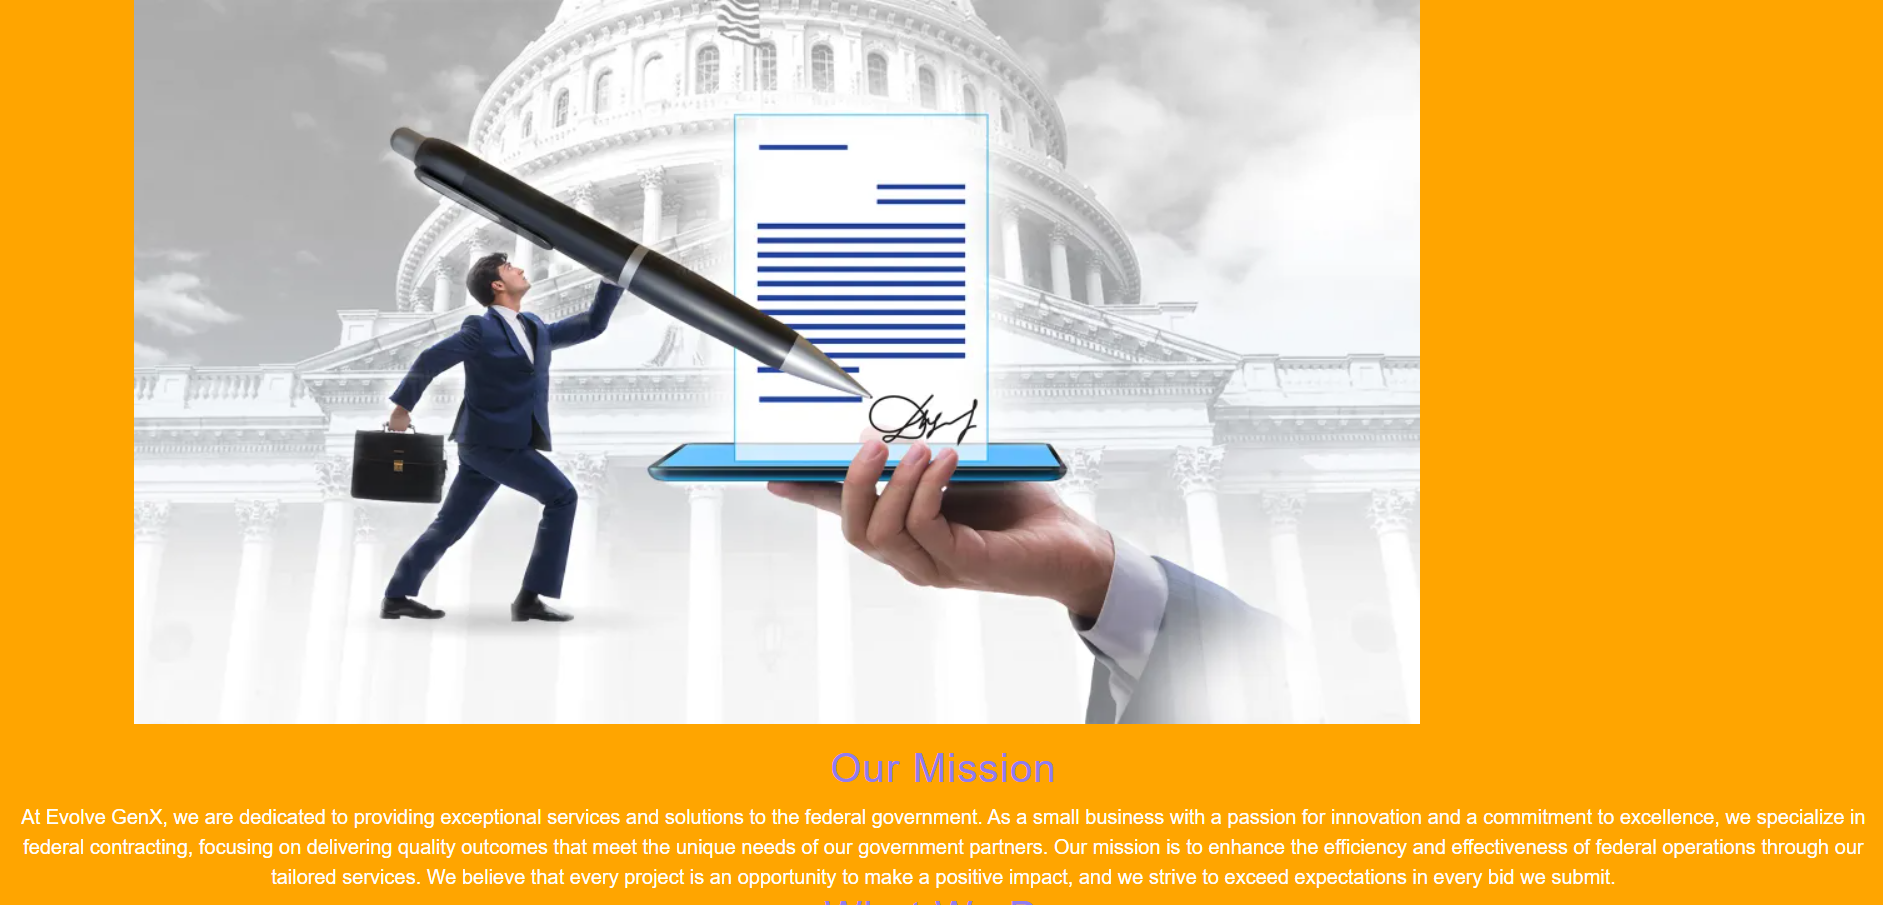 Our Mission
At Evolve GenX, we are dedicated to providing exceptional services and solutions to the federal government. As a small business with a passion for innovation and a commitment to excellence, we specialize in
federal contracting, focusing on delivering quality outcomes that meet the unique needs of our government partners. Our mission is to enhance the efficiency and effectiveness of federal operations through our
tailored services. We believe that every project is an opportunity to make a positive impact, and we strive to exceed expectations in every bid we submit.